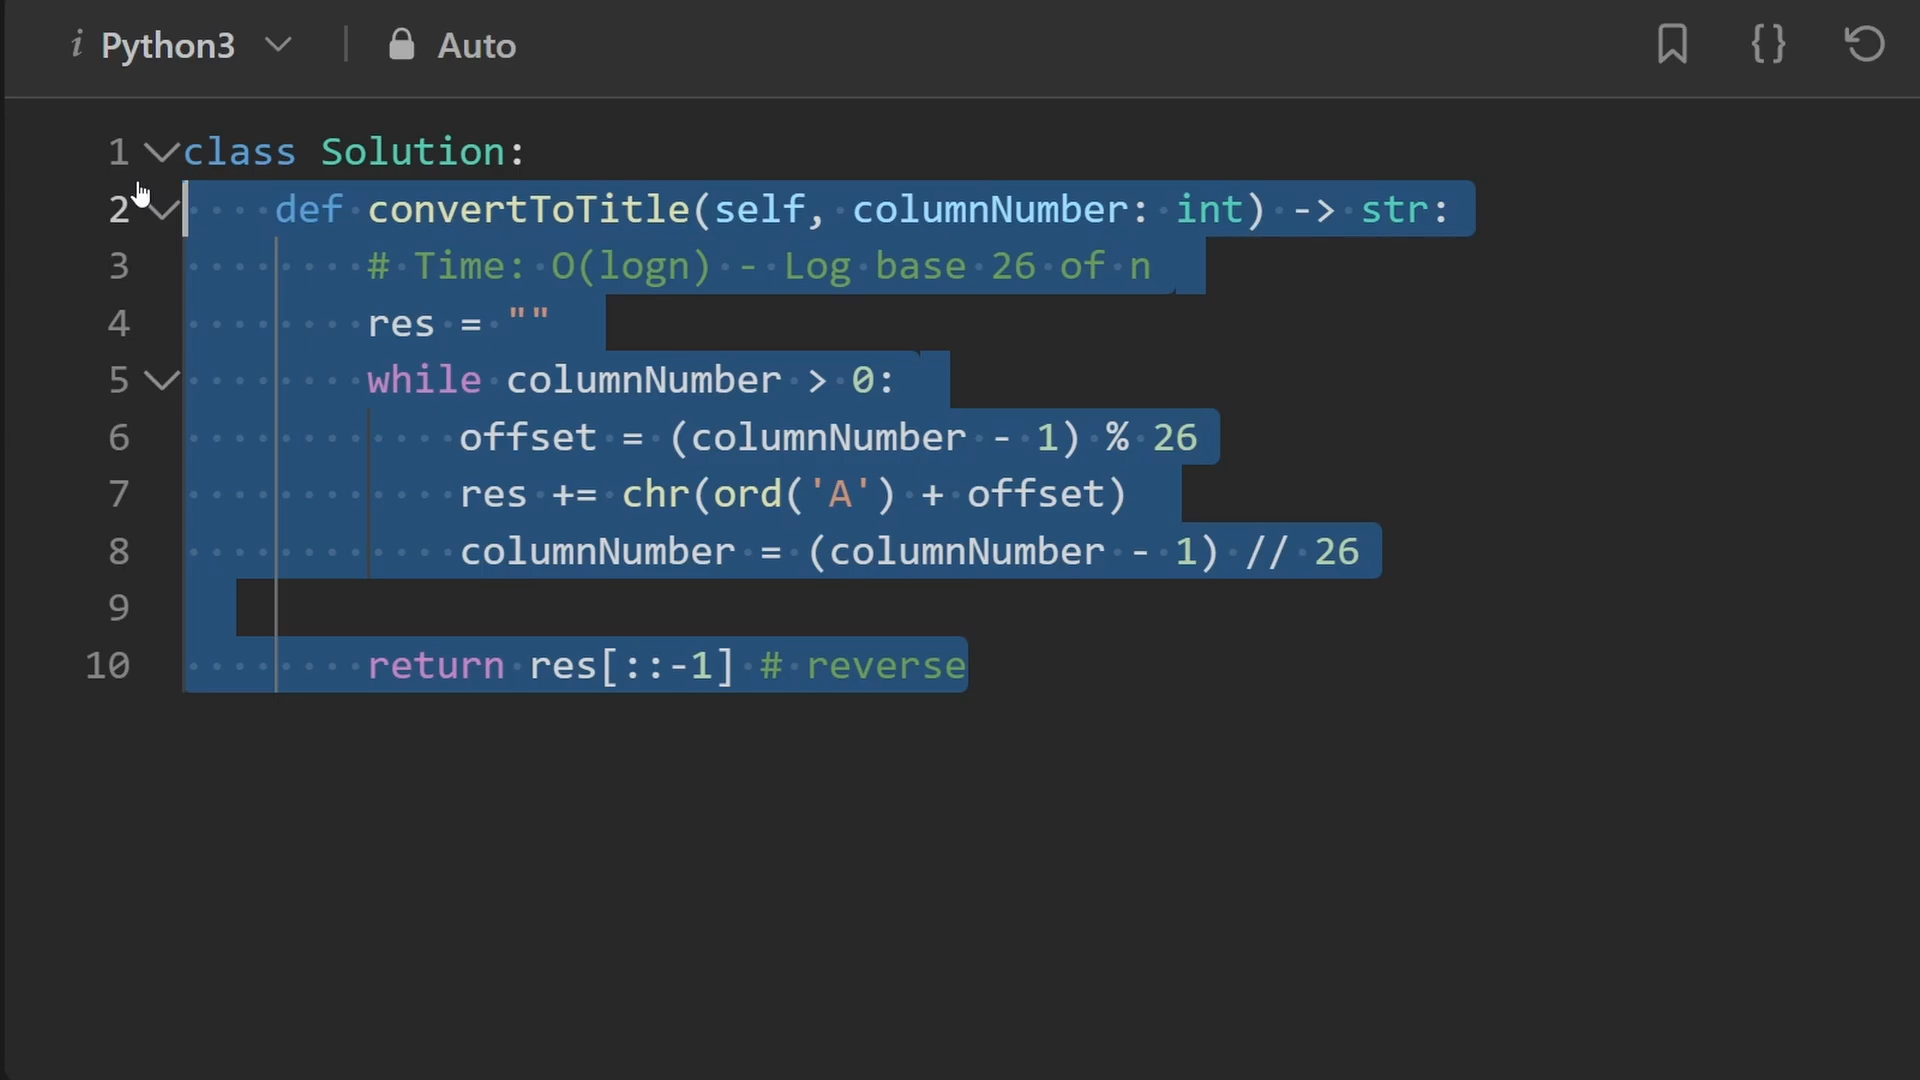 i Python3 Auto {}
1 class Solution:
2 def convertToTitle(self, columnNumber: int) -> str:
3 # Time: O(logn) - Log base 26 of n
4 res = ""
5 while columnNumber > 0:
6 offset = (columnNumber - 1) % 26
7 res += chr(ord('A') + offset)
8 columnNumber = (columnNumber - 1) // 26
9
10 return res[::-1] # reverse